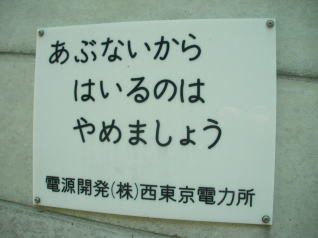 あぶないから
はいるのは
やめましょう
電源開発(株)西東京電力所